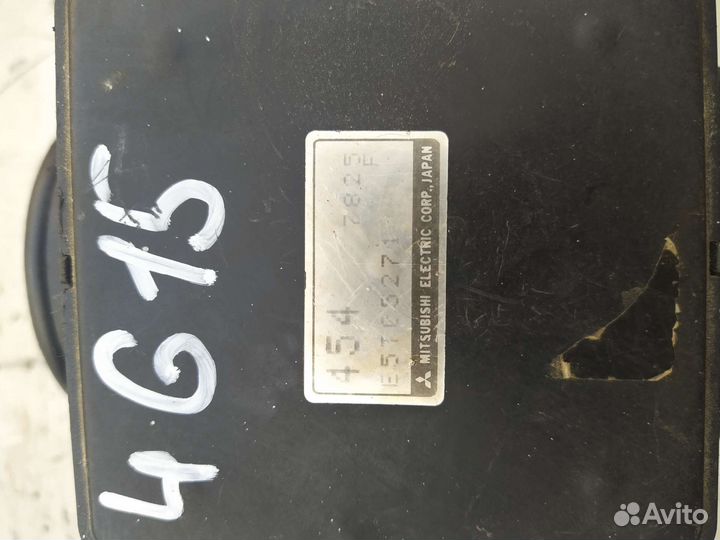 4G15
454 7825
E5T05271 F
MITSUBISHI ELECTRIC CORP., JAPAN
Avito